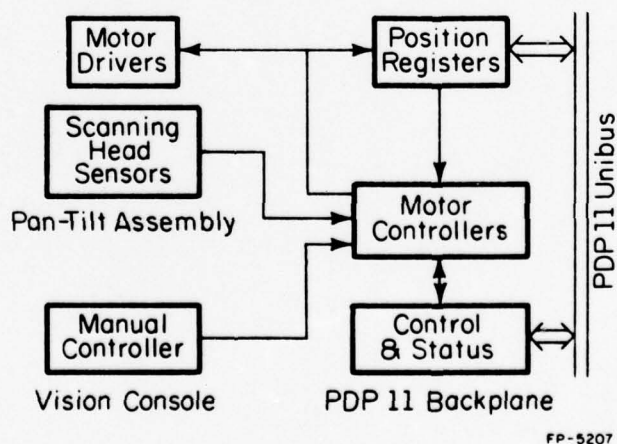 Motor
Drivers
Position
Registers
Scanning
Head
Sensors
Pan-Tilt Assembly
Motor
Controllers
Manual
Controller
Control
& Status
Vision Console
PDP 11 Backplane
PDP 11 Unibus
FP-5207